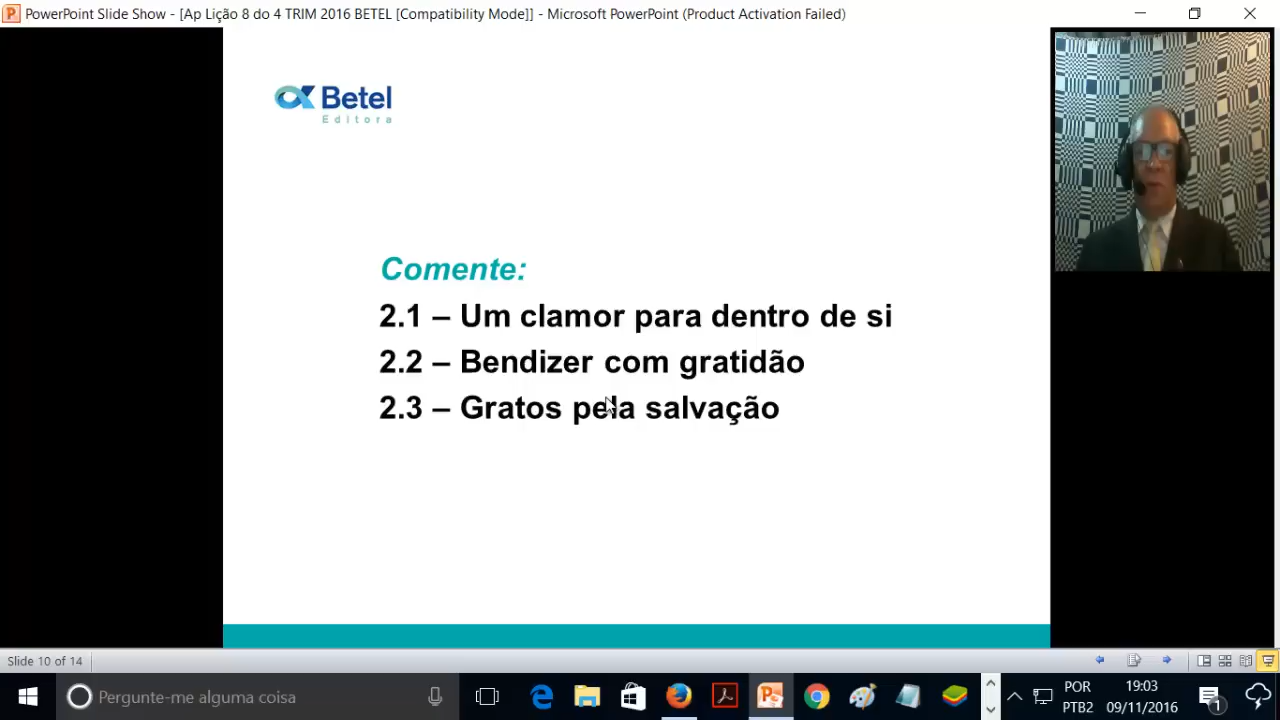 PowerPoint Slide Show - [Ap Lição 8 do 4 TRIM 2016 BETEL [Compatibility Mode]] - Microsoft PowerPoint (Product Activation Failed)
Betel
Editora
Comente:
2.1 – Um clamor para dentro de si
2.2 – Bendizer com gratidão
2.3 – Gratos pela salvação
Slide 10 of 14
Pergunte-me alguma coisa
POR
PTB2
19:03
09/11/2016
1